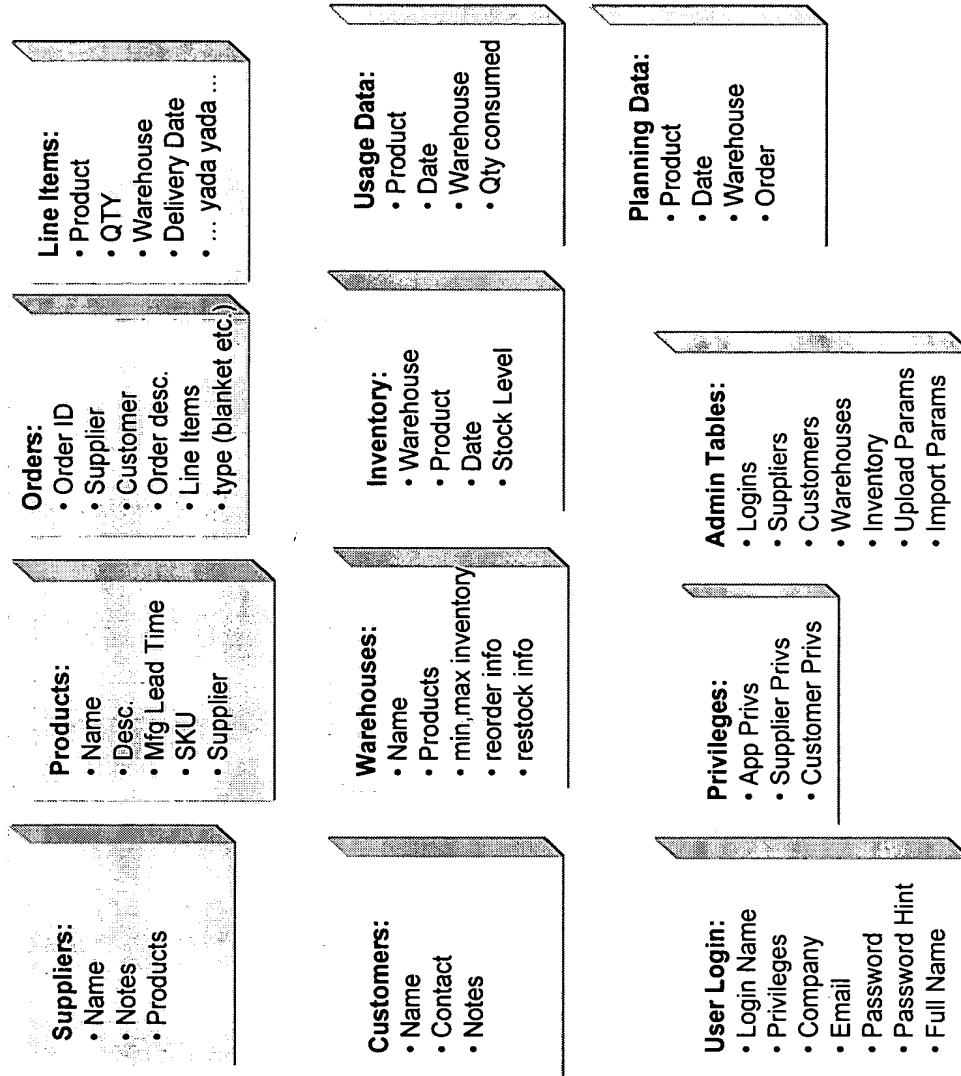 Suppliers:
• Name
• Notes
• Products
Products:
• Name
• Desc.
• Mfg Lead Time
• SKU
• Supplier
Orders:
• Order ID
• Supplier
• Customer
• Order desc.
• Line Items
• type (blanket etc.)
Line Items:
• Product
• QTY
• Warehouse
• Delivery Date
• ... yada yada ...
Customers:
• Name
• Contact
• Notes
Warehouses:
• Name
• Products
• min,max inventory
• reorder info
• restock info
Inventory:
• Warehouse
• Product
• Date
• Stock Level
Usage Data:
• Product
• Date
• Warehouse
• Qty consumed
User Login:
• Login Name
• Privileges
• Company
• Email
• Password
• Password Hint
• Full Name
Privileges:
• App Privs
• Supplier Privs
• Customer Privs
Admin Tables:
• Logins
• Suppliers
• Customers
• Warehouses
• Inventory
• Upload Params
• Import Params
Planning Data:
• Product
• Date
• Warehouse
• Order